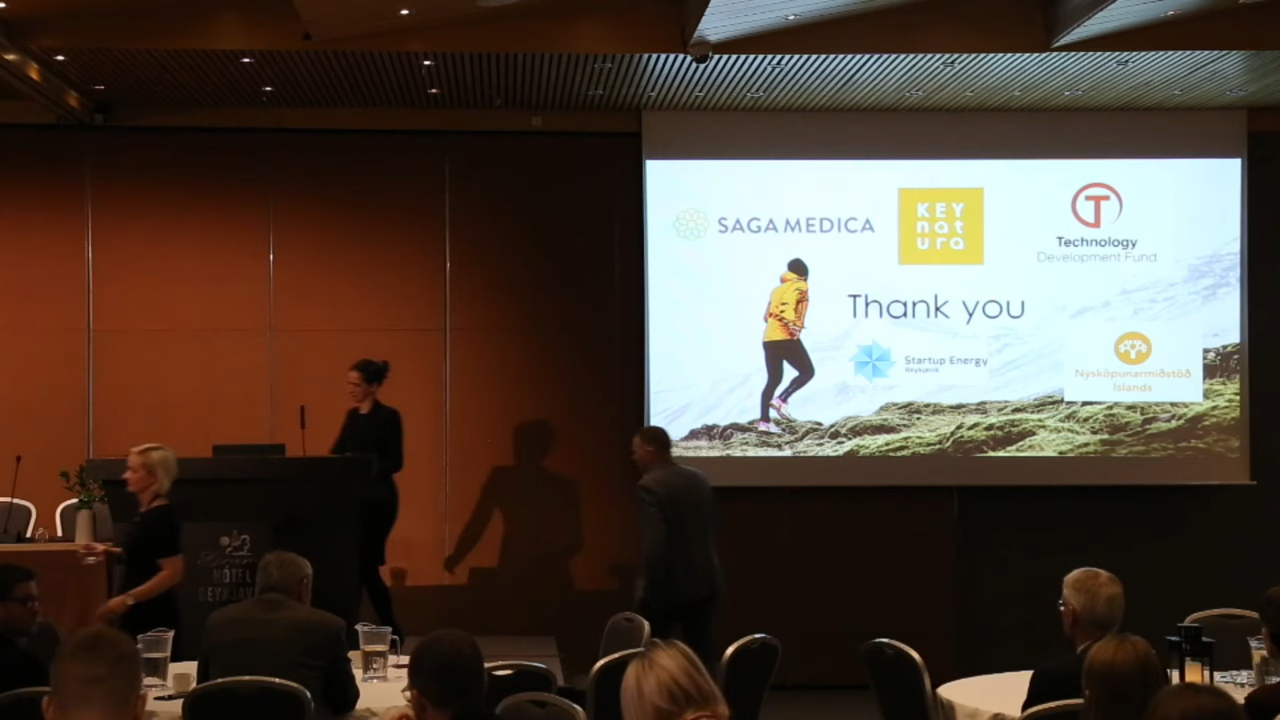 SAGA MEDICA
KEY
nat
ura
Technology
Development Fund
Thank you
Startup Energy
Reykjavík
Nýsköpunarmiðstöð
Íslands
HÓTEL
REYKJAVÍK